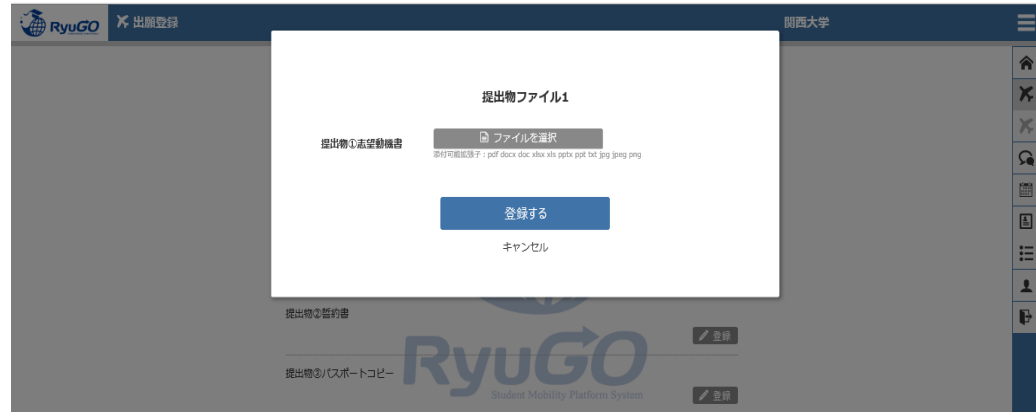 RyuGO
出願登録
関西大学
提出物ファイル1
提出物①志望動機書
ファイルを選択
添付可能拡張子：pdf docx doc xlsx xls pptx ppt txt jpg jpeg png
登録する
キャンセル
提出物②誓約書
登録
提出物③パスポートコピー
RyuGO
Student Mobility Platform System
登録